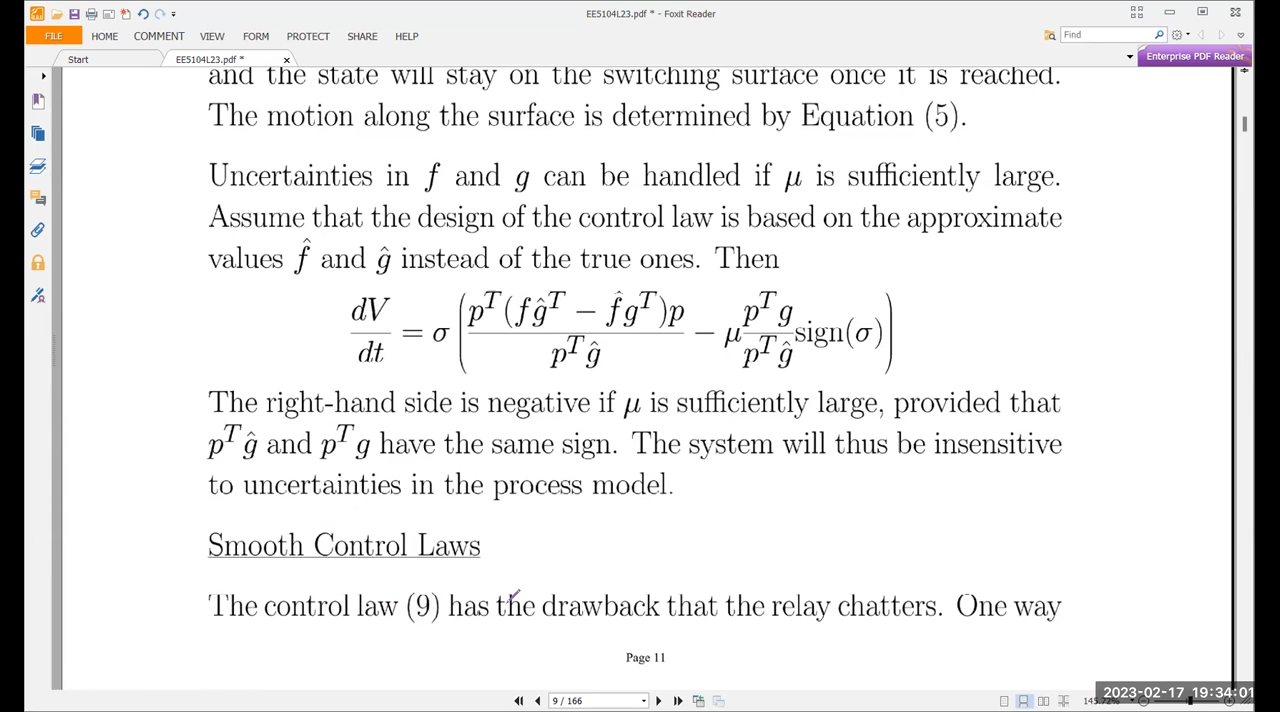 EE5104L23.pdf * - Foxit Reader
FILE HOME COMMENT VIEW FORM PROTECT SHARE HELP Find
Start EE5104L23.pdf * Enterprise PDF Reader
and the state will stay on the switching surface once it is reached.
The motion along the surface is determined by Equation (5).
Uncertainties in f and g can be handled if μ is sufficiently large.
Assume that the design of the control law is based on the approximate
values f̂ and ĝ instead of the true ones. Then
dV/dt = σ ( p^T(fĝ^T − f̂g^T)p / p^Tĝ − μ p^Tg / p^Tĝ sign(σ) )
The right-hand side is negative if μ is sufficiently large, provided that
p^Tĝ and p^Tg have the same sign. The system will thus be insensitive
to uncertainties in the process model.
Smooth Control Laws
The control law (9) has the drawback that the relay chatters. One way
Page 11
9 / 166
2023-02-17 19:34:01